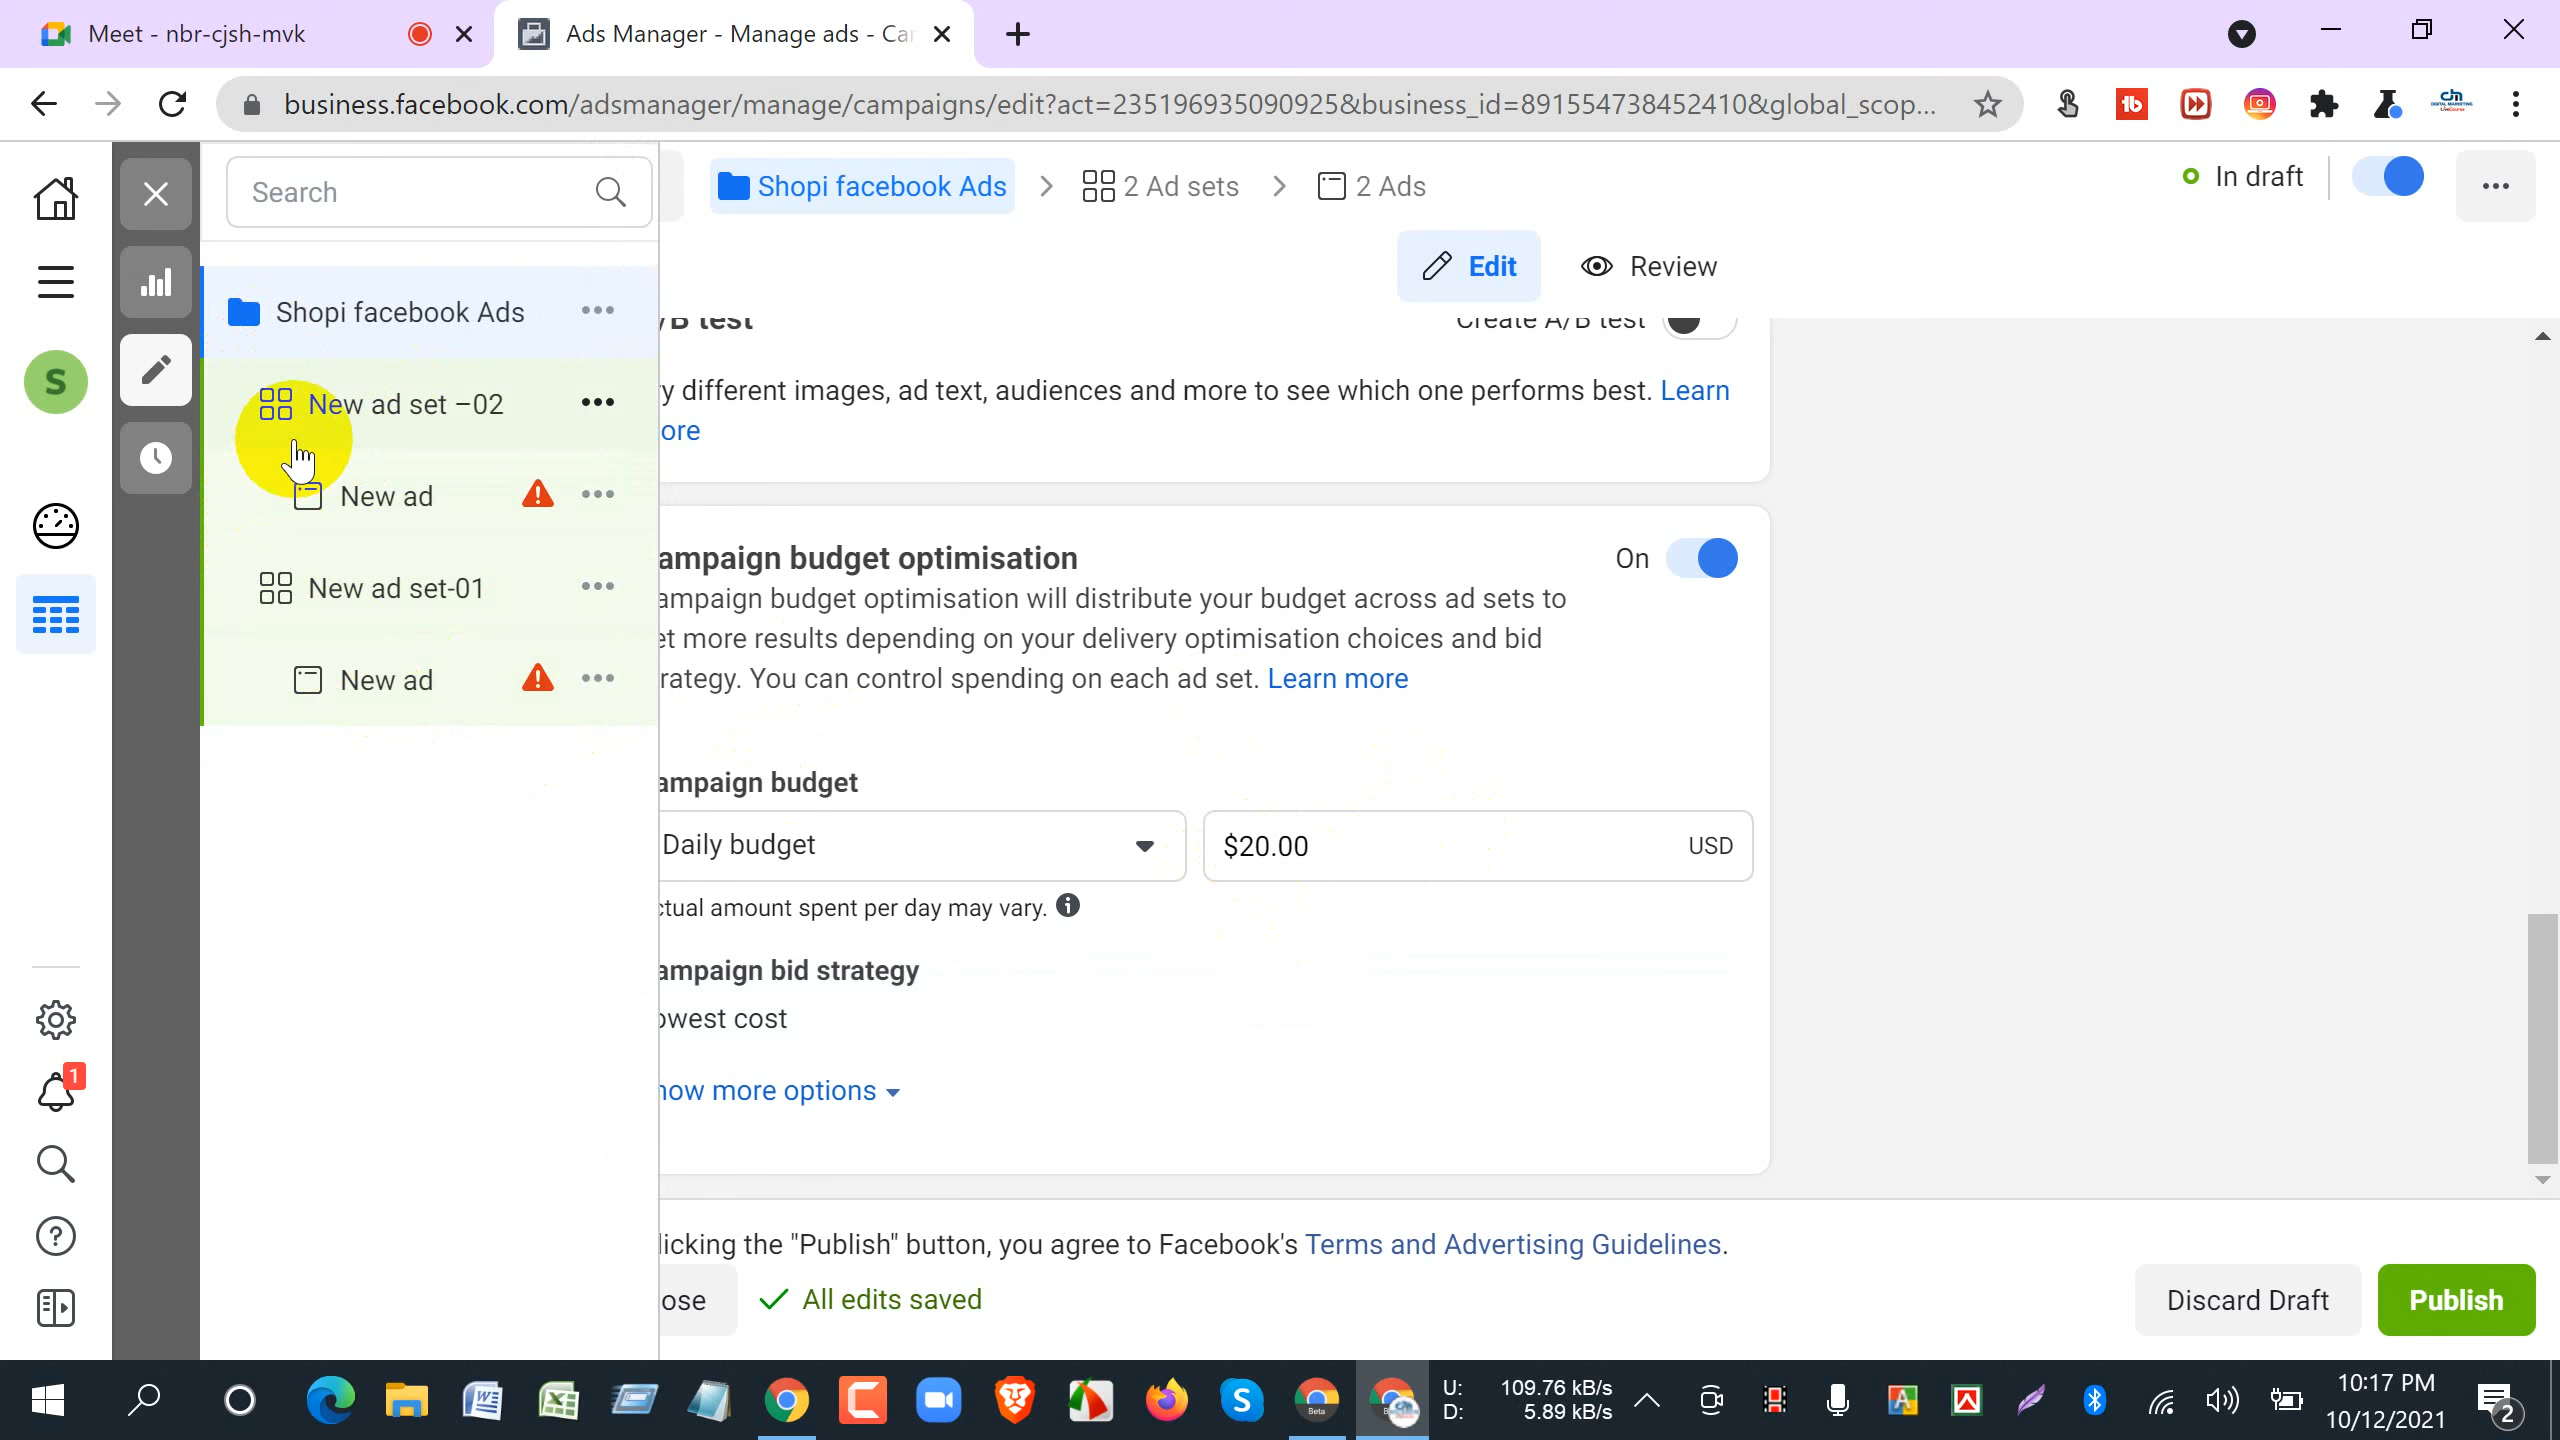 Meet - nbr-cjsh-mvk
Ads Manager - Manage ads - Ca
business.facebook.com/adsmanager/manage/campaigns/edit?act=235196935090925&business_id=891554738452410&global_scop...
Search
Shopi facebook Ads
2 Ad sets
2 Ads
In draft
Edit
Review
S
Shopi facebook Ads
New ad set –02
New ad
New ad set-01
New ad
/B test
Create A/B test
y different images, ad text, audiences and more to see which one performs best. Learn
ore
ampaign budget optimisation
On
ampaign budget optimisation will distribute your budget across ad sets to
et more results depending on your delivery optimisation choices and bid
rategy. You can control spending on each ad set. Learn more
ampaign budget
Daily budget
$20.00
USD
ctual amount spent per day may vary.
ampaign bid strategy
owest cost
how more options
1
licking the "Publish" button, you agree to Facebook's Terms and Advertising Guidelines.
ose
All edits saved
Discard Draft
Publish
U: 109.76 kB/s
D: 5.89 kB/s
10:17 PM
10/12/2021
2